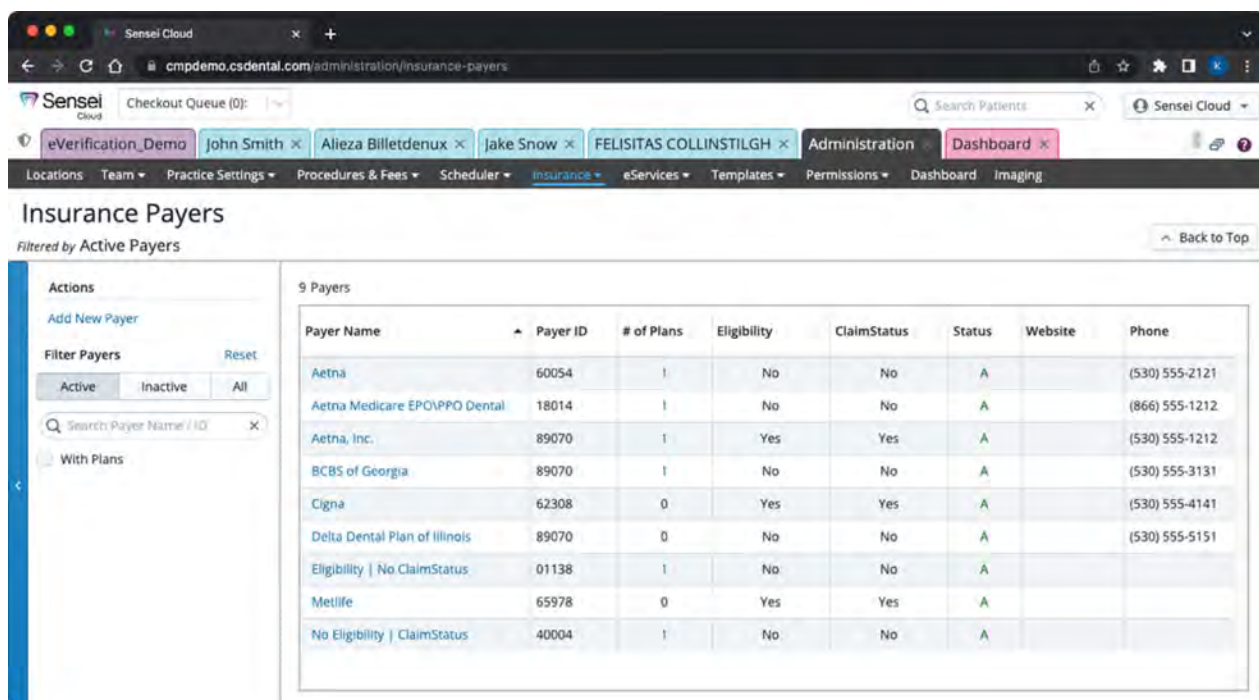 Sensei Cloud × +
cmpdemo.csdental.com/administration/insurance-payers K
Sensei Cloud Checkout Queue (0): Search Patients × Sensei Cloud
eVerification_Demo John Smith × Alieza Billetdenux × Jake Snow × FELISITAS COLLINSTILGH × Administration × Dashboard × ?
Locations Team Practice Settings Procedures & Fees Scheduler Insurance eServices Templates Permissions Dashboard Imaging
Insurance Payers
Filtered by Active Payers
Back to Top
Actions
Add New Payer
Filter Payers Reset
Active Inactive All
Search Payer Name / ID ×
With Plans
9 Payers
Payer Name Payer ID # of Plans Eligibility ClaimStatus Status Website Phone
Aetna 60054 1 No No A (530) 555-2121
Aetna Medicare EPO\PPO Dental 18014 1 No No A (866) 555-1212
Aetna, Inc. 89070 1 Yes Yes A (530) 555-1212
BCBS of Georgia 89070 1 No No A (530) 555-3131
Cigna 62308 0 Yes Yes A (530) 555-4141
Delta Dental Plan of Illinois 89070 0 No No A (530) 555-5151
Eligibility | No ClaimStatus 01138 1 No No A
Metlife 65978 0 Yes Yes A
No Eligibility | ClaimStatus 40004 1 No No A